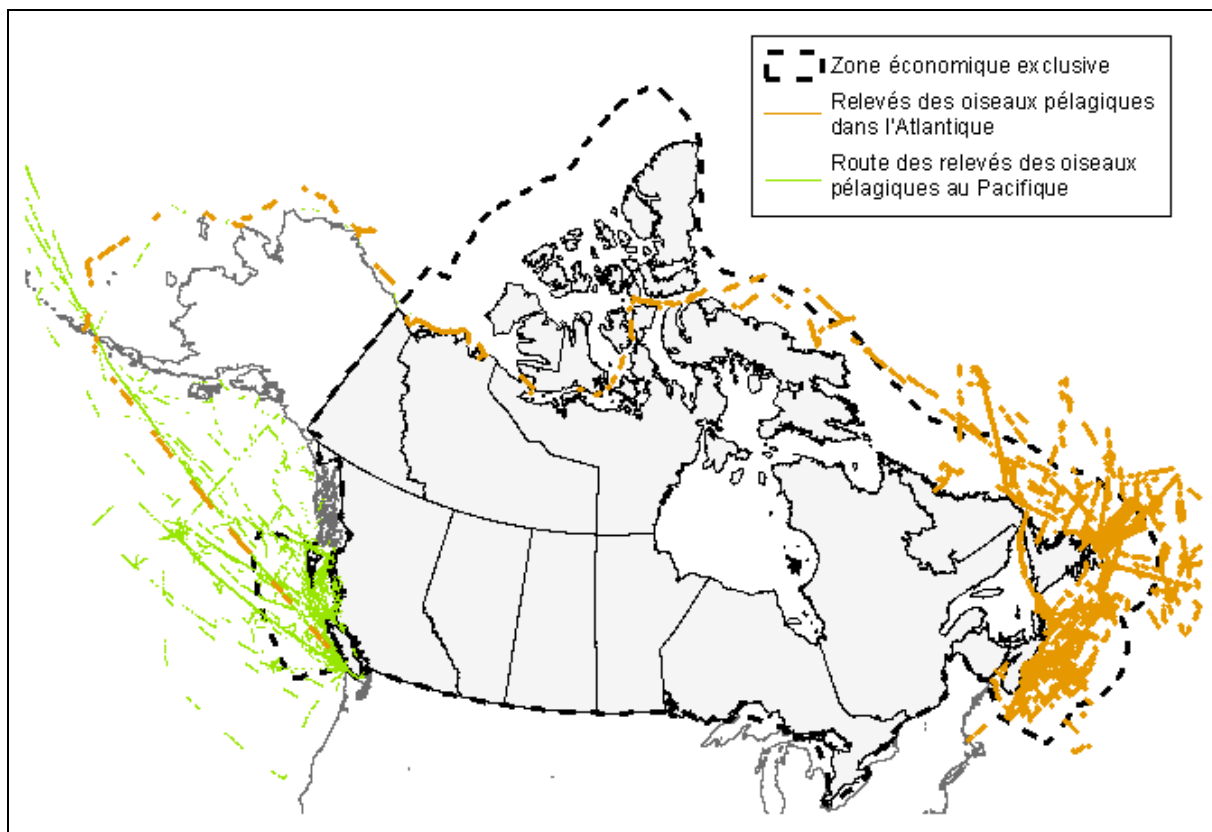 Zone économique exclusive
Relevés des oiseaux pélagiques
dans l'Atlantique
Route des relevés des oiseaux
pélagiques au Pacifique